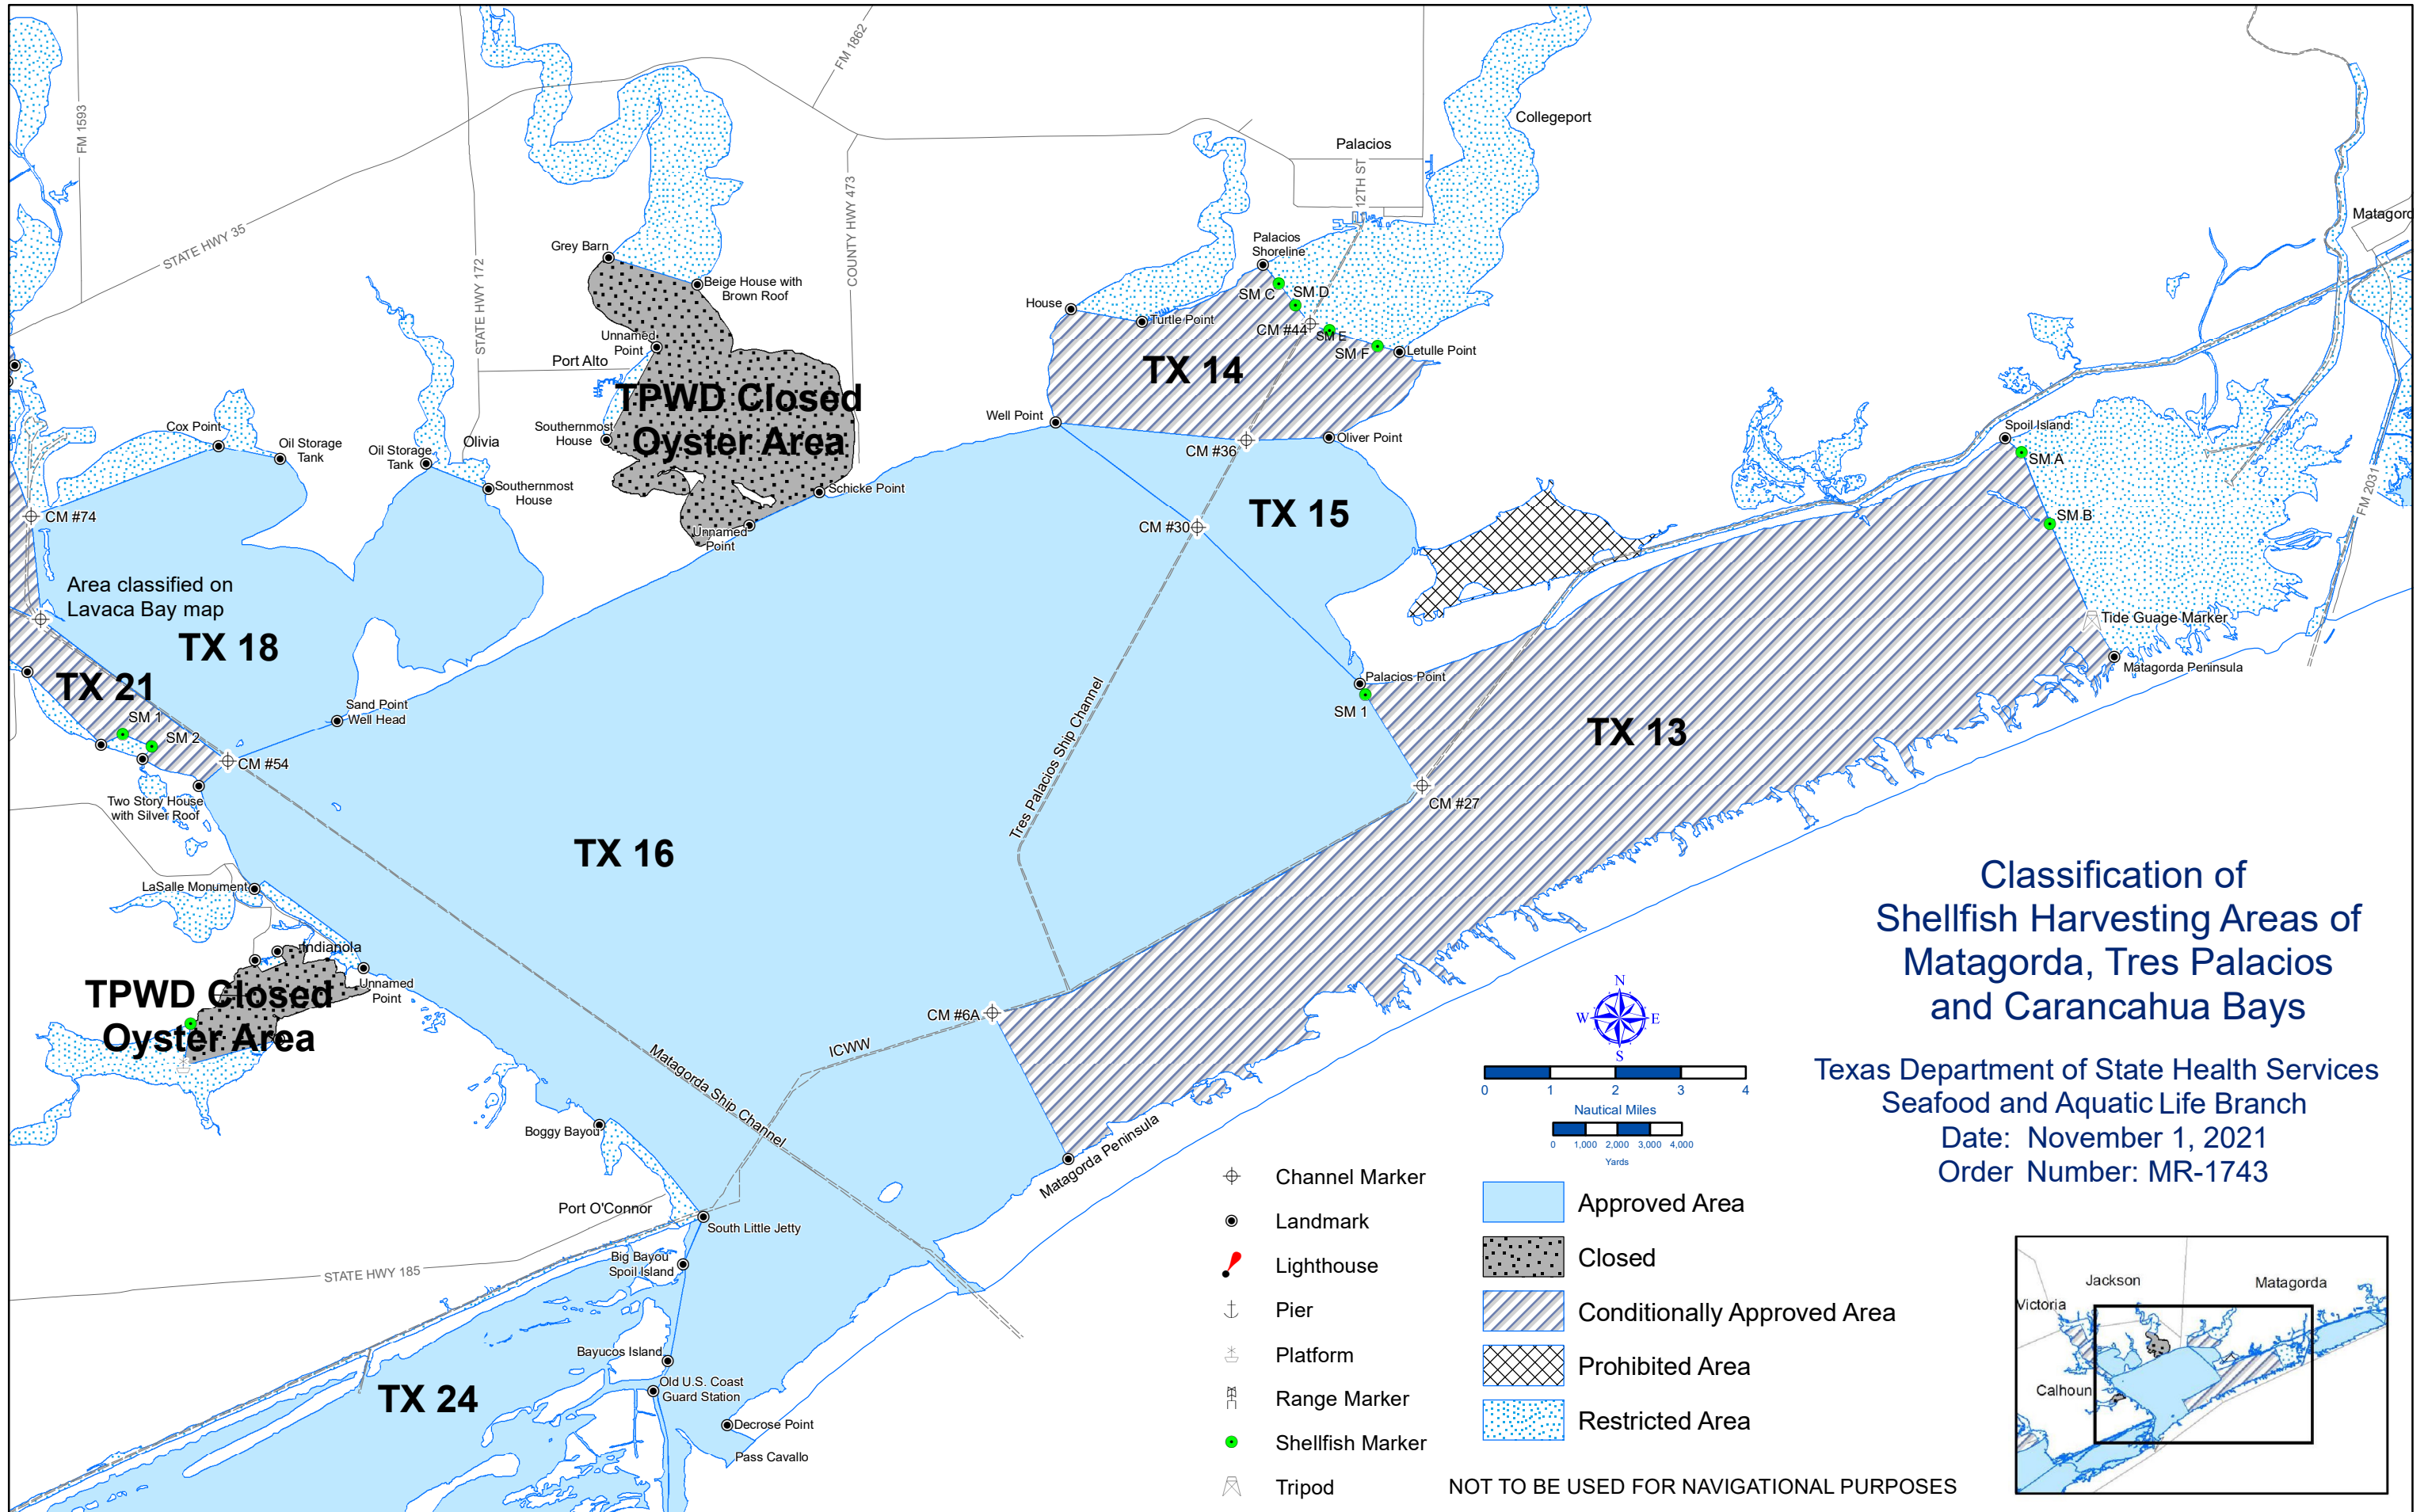 FM 1593
STATE HWY 35
STATE HWY 172
FM 1862
COUNTY HWY 473
Collegeport
Palacios
12TH ST
Matagord
Grey Barn
Beige House with
Brown Roof
Unnamed
Point
Port Alto
TPWD Closed
Oyster Area
Southernmost
House
Schicke Point
Unnamed
Point
Palacios
Shoreline
House
Turtle Point
SM C
SM D
CM #44
SM E
SM F
Letulle Point
TX 14
Well Point
CM #36
Oliver Point
Cox Point
Oil Storage
Tank
Oil Storage
Tank
Olivia
Southernmost
House
CM #74
CM #30
TX 15
Spoil Island
SM A
SM B
FM 2031
Area classified on
Lavaca Bay map
TX 18
Tide Guage Marker
Matagorda Peninsula
TX 21
SM 1
SM 2
Sand Point
Well Head
CM #54
Palacios Point
SM 1
TX 13
Tres Palacios Ship Channel
CM #27
Two Story House
with Silver Roof
TX 16
LaSalle Monument
Indianola
Unnamed
Point
TPWD Closed
Oyster Area
CM #6A
ICWW
Matagorda Ship Channel
Boggy Bayou
Matagorda Peninsula
Port O'Connor
South Little Jetty
Big Bayou
Spoil Island
STATE HWY 185
Bayucos Island
Old U.S. Coast
Guard Station
TX 24
Decrose Point
Pass Cavallo
Classification of
Shellfish Harvesting Areas of
Matagorda, Tres Palacios
and Carancahua Bays
Texas Department of State Health Services
Seafood and Aquatic Life Branch
Date: November 1, 2021
Order Number: MR-1743
N
W E
S
0 1 2 3 4
Nautical Miles
0 1,000 2,000 3,000 4,000
Yards
Channel Marker
Landmark
Lighthouse
Pier
Platform
Range Marker
Shellfish Marker
Tripod
Approved Area
Closed
Conditionally Approved Area
Prohibited Area
Restricted Area
NOT TO BE USED FOR NAVIGATIONAL PURPOSES
Jackson
Matagorda
Victoria
Calhoun